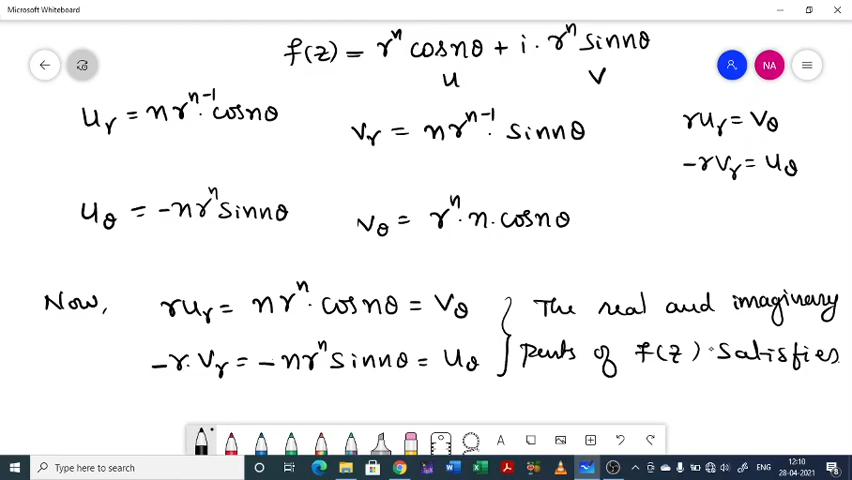 Microsoft Whiteboard
f(z) = rⁿ cosnθ + i · rⁿ sinnθ
u v
NA
u_r = n rⁿ⁻¹ · cosnθ
v_r = n rⁿ⁻¹ · sinnθ
ru_r = v_θ
-rv_r = u_θ
u_θ = -nrⁿ sinnθ
v_θ = rⁿ · n · cosnθ
Now, ru_r = nrⁿ · cosnθ = v_θ } The real and imaginary
-r. v_r = -nrⁿ sinnθ = u_θ } parts of f(z) satisfies
Type here to search
ENG
12:10
28-04-2021